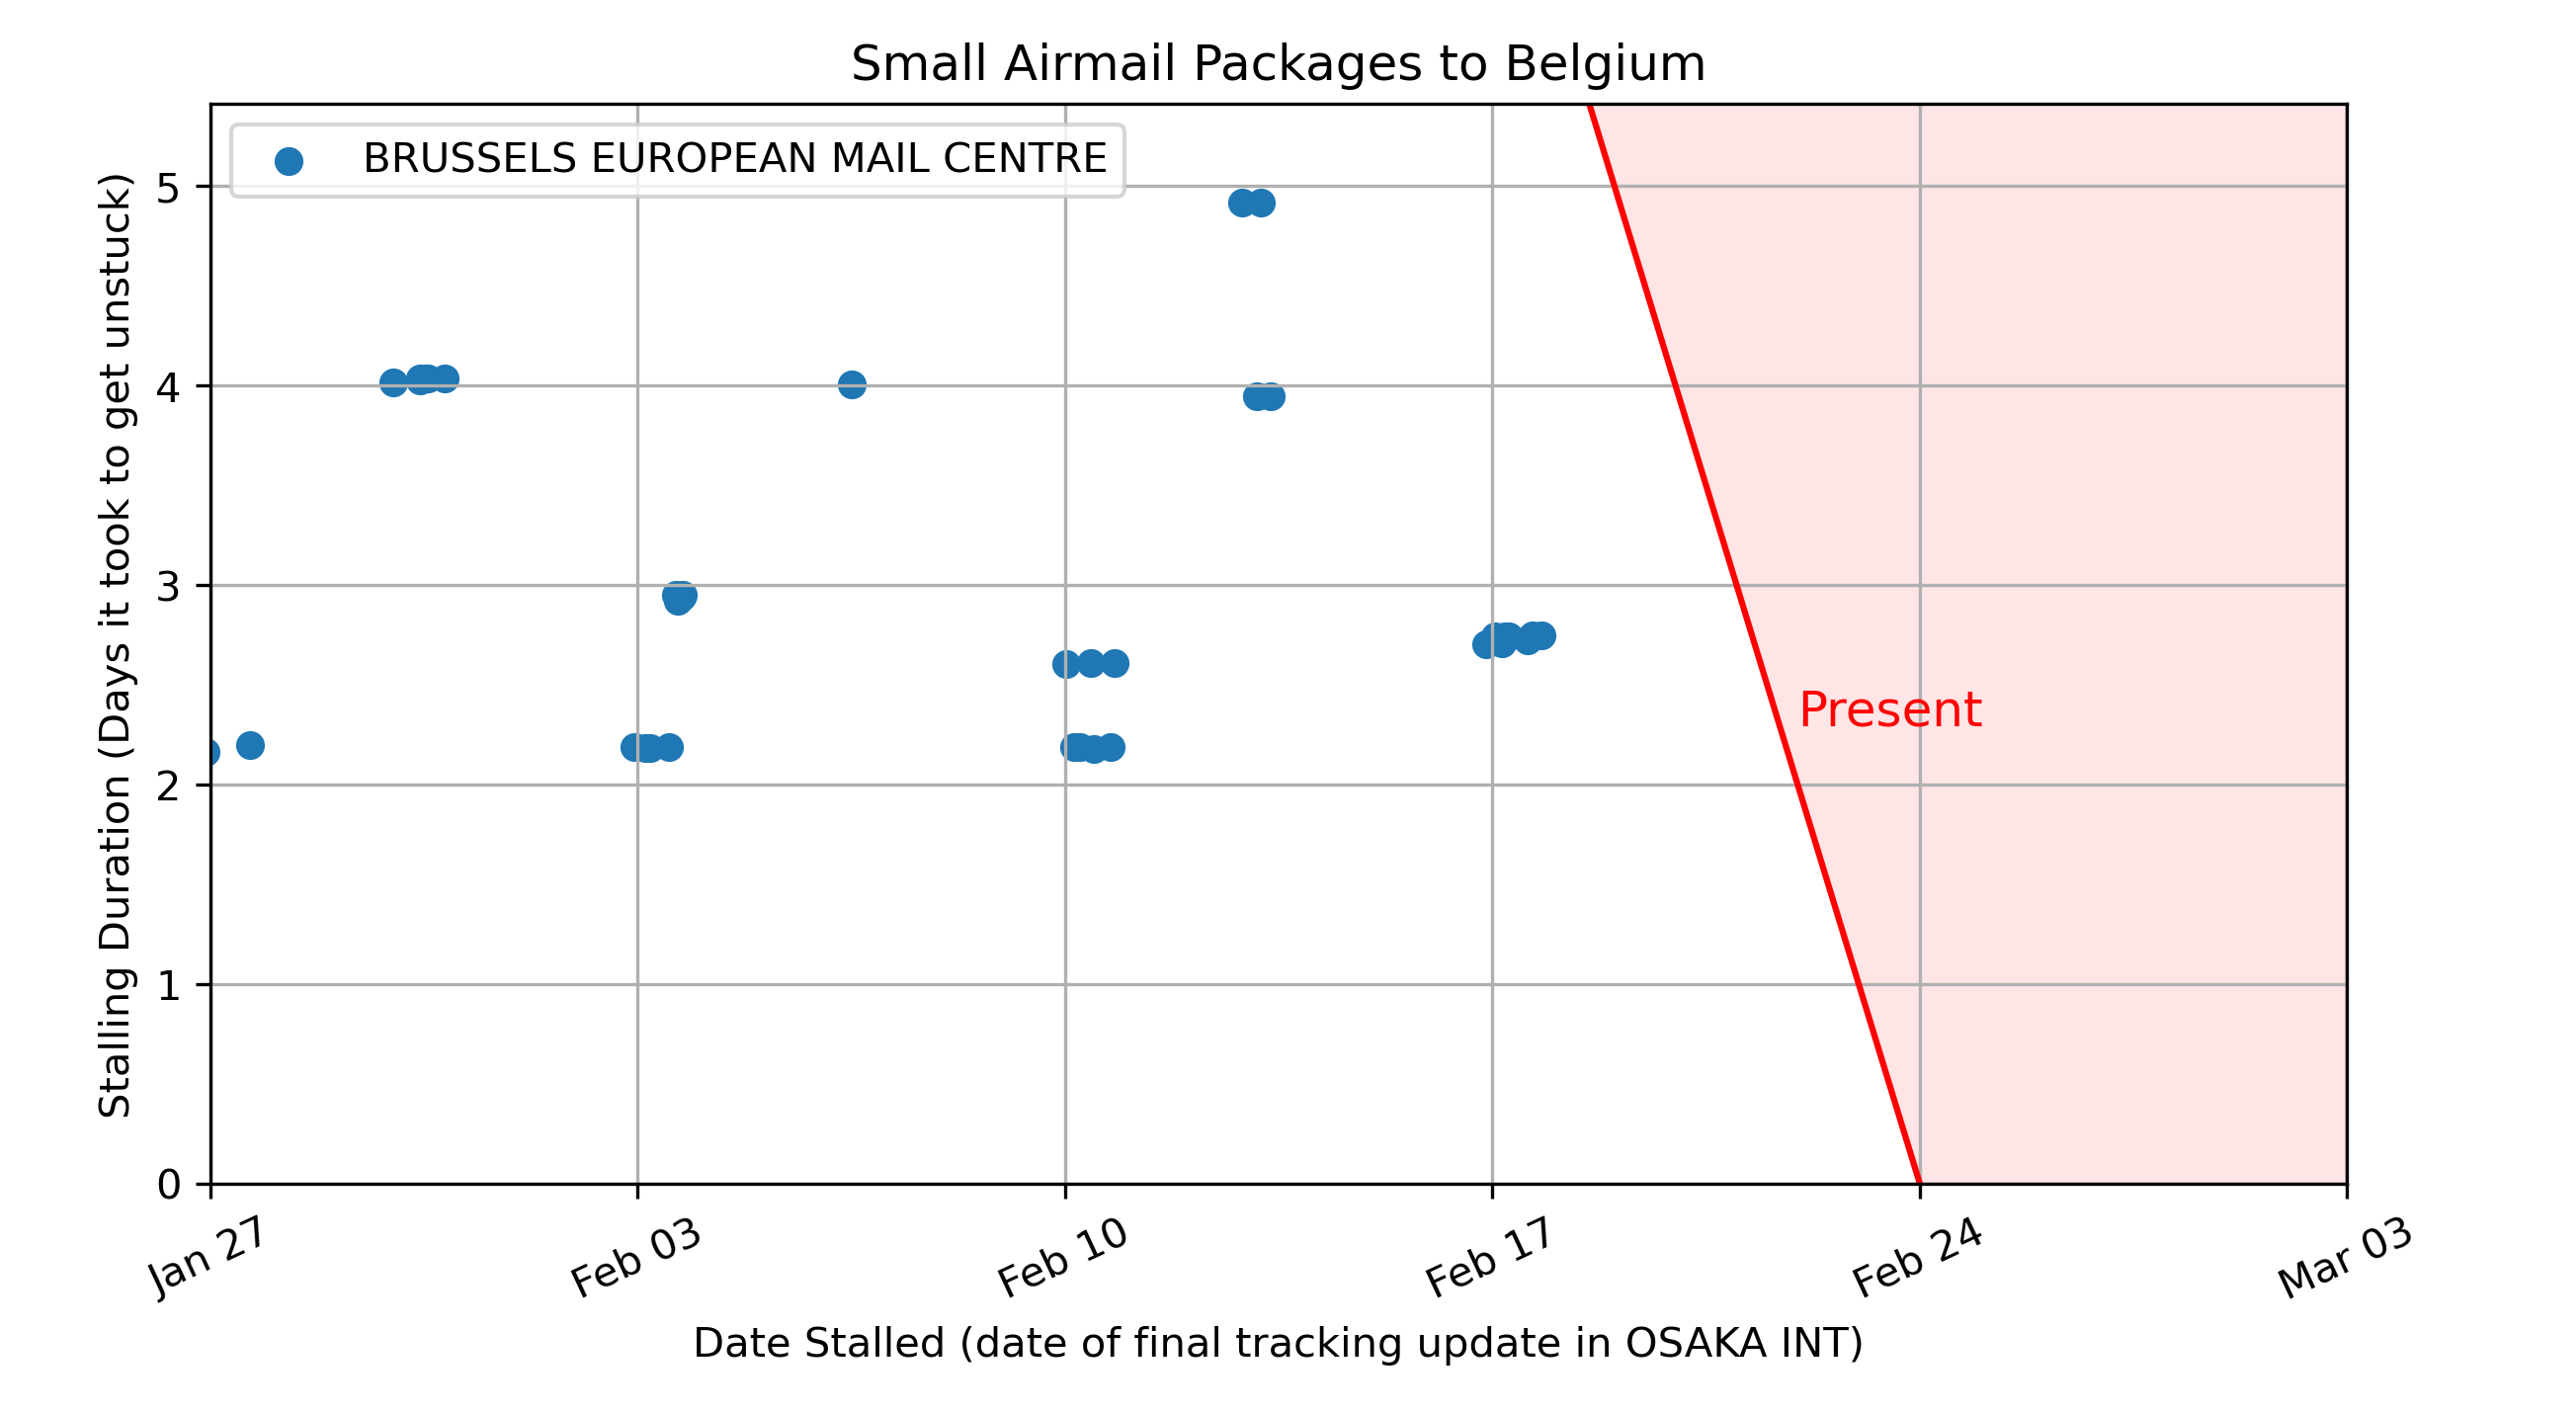 Small Airmail Packages to Belgium
BRUSSELS EUROPEAN MAIL CENTRE
Stalling Duration (Days it took to get unstuck)
5
4
3
2
1
0
Present
Jan 27
Feb 03
Feb 10
Feb 17
Feb 24
Mar 03
Date Stalled (date of final tracking update in OSAKA INT)